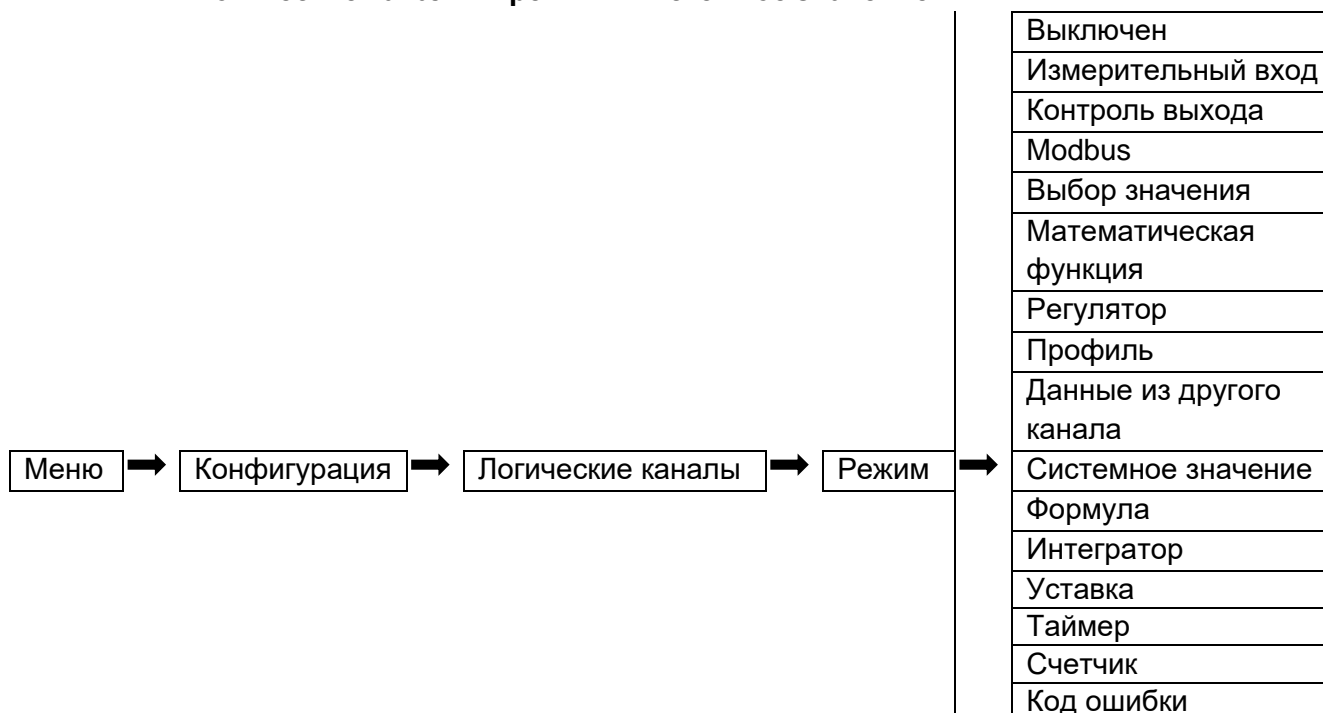 Выключен
Измерительный вход
Контроль выхода
Modbus
Выбор значения
Математическая
функция
Регулятор
Профиль
Данные из другого
канала
Меню Конфигурация Логические каналы Режим Системное значение
Формула
Интегратор
Уставка
Таймер
Счетчик
Код ошибки